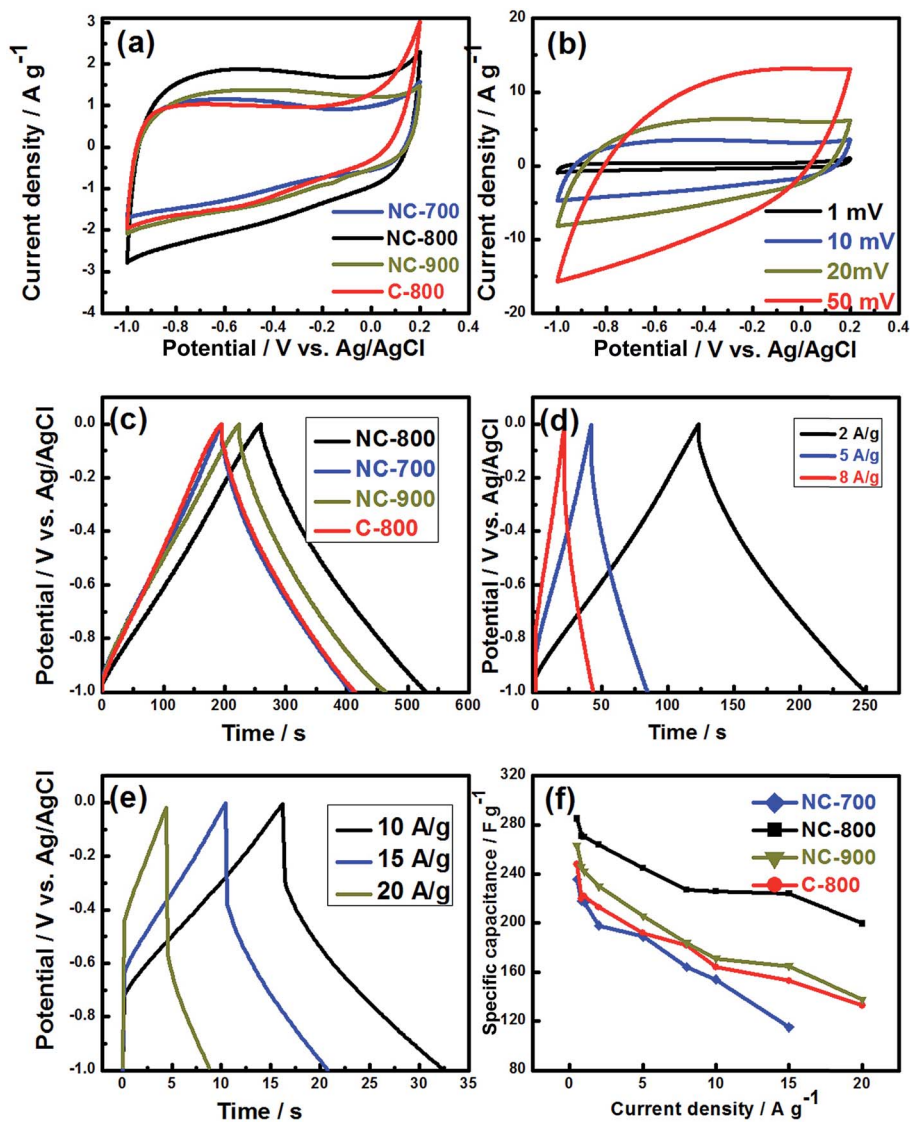 (a)
3
2
1
0
-1
-2
-3
-4
Current density / A g-1
NC-700
NC-800
NC-900
C-800
-1.0 -0.8 -0.6 -0.4 -0.2 0.0 0.2
Potential / V vs. Ag/AgCl
(b)
20
10
0
-10
-20
Current density / A g-1
1 mV
10 mV
20mV
50 mV
-1.0 -0.8 -0.6 -0.4 -0.2 0.0 0.2
Potential / V vs. Ag/AgCl
(c)
0.0
-0.2
-0.4
-0.6
-0.8
-1.0
Potential / V vs. Ag/AgCl
NC-800
NC-700
NC-900
C-800
0 100 200 300 400 500 600
Time / s
(d)
0.0
-0.2
-0.4
-0.6
-0.8
-1.0
Potential / V vs. Ag/AgCl
2 A/g
5 A/g
8 A/g
0 50 100 150 200 250
Time / s
(e)
0.0
-0.2
-0.4
-0.6
-0.8
-1.0
Potential / V vs. Ag/AgCl
10 A/g
15 A/g
20 A/g
0 5 10 15 20 25 30 35
Time / s
(f)
320
280
240
200
160
120
80
Specific capacitance / F g-1
NC-700
NC-800
NC-900
C-800
0 5 10 15 20
Current density / A g-1